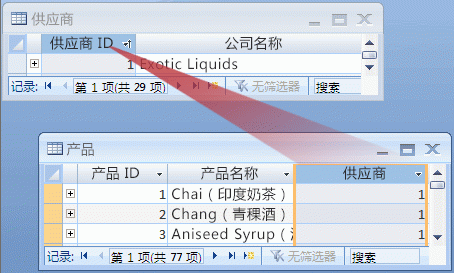 供应商
供应商 ID 公司名称
1 Exotic Liquids
记录: 第 1 项(共 29 项) 无筛选器 搜索
产品
产品 ID 产品名称 供应商
1 Chai（印度奶茶） 1
2 Chang（青稞酒） 1
3 Aniseed Syrup（ 1
记录: 第 1 项(共 77 项) 无筛选器 搜索